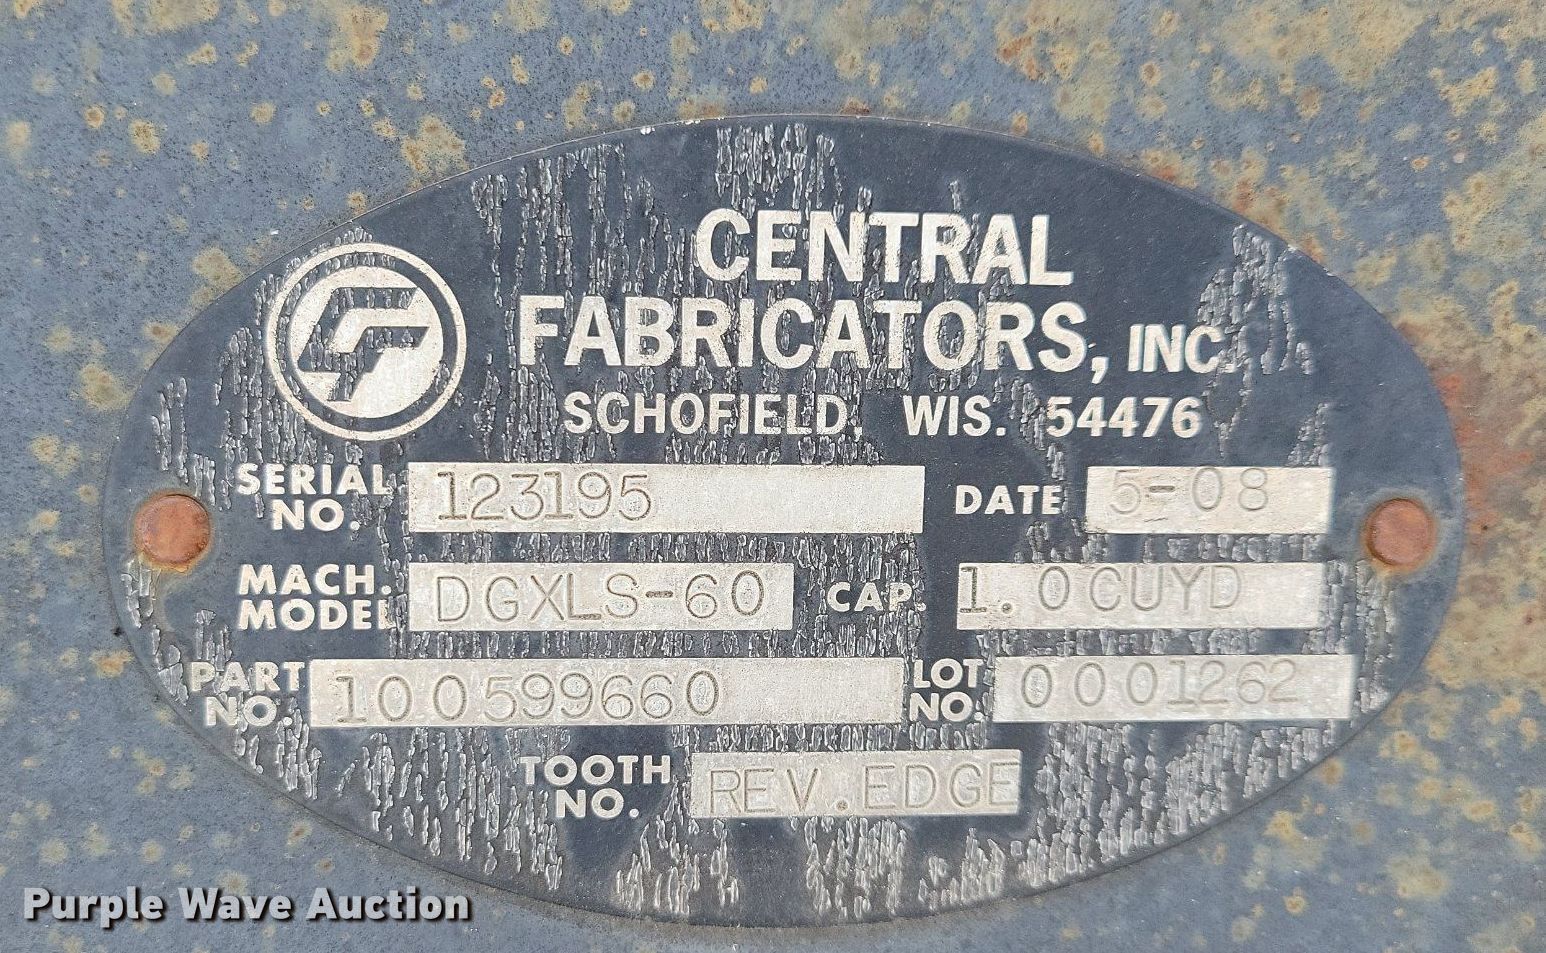 CENTRAL
FABRICATORS, INC.
SCHOFIELD, WIS. 54476
SERIAL NO. 123195 DATE 5-08
MACH. MODEL DGXLS-60 CAP. 1.0CUYD
PART NO. 100599660 LOT NO. 0001262
TOOTH NO. REV.EDGE
Purple Wave Auction